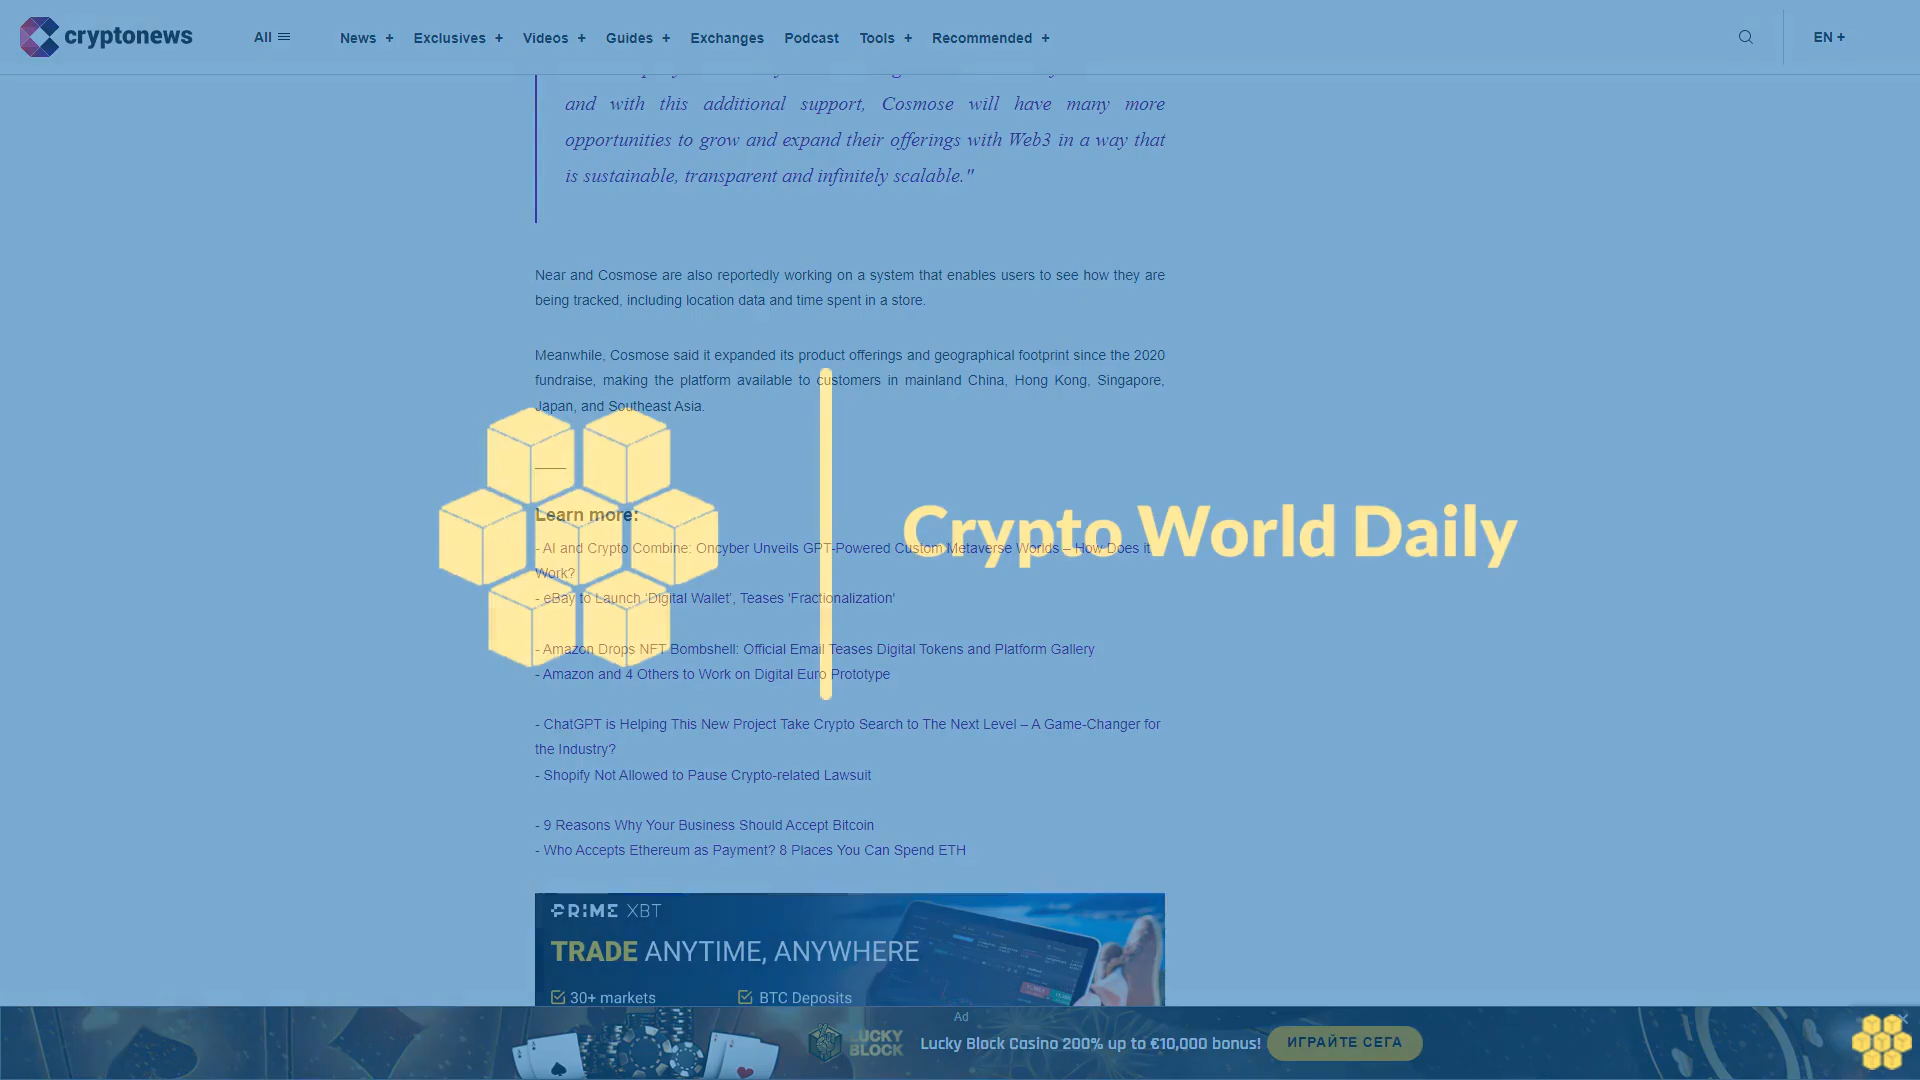 cryptonews
All
News + Exclusives + Videos + Guides + Exchanges Podcast Tools + Recommended +
EN +
and with this additional support, Cosmose will have many more
opportunities to grow and expand their offerings with Web3 in a way that
is sustainable, transparent and infinitely scalable."
Near and Cosmose are also reportedly working on a system that enables users to see how they are
being tracked, including location data and time spent in a store.
Meanwhile, Cosmose said it expanded its product offerings and geographical footprint since the 2020
fundraise, making the platform available to customers in mainland China, Hong Kong, Singapore,
Japan, and Southeast Asia.
Crypto World Daily
Learn more:
- AI and Crypto Combine: Oncyber Unveils GPT-Powered Custom Metaverse Worlds – How Does it
Work?
- eBay to Launch 'Digital Wallet', Teases 'Fractionalization'
- Amazon Drops NFT Bombshell: Official Email Teases Digital Tokens and Platform Gallery
- Amazon and 4 Others to Work on Digital Euro Prototype
- ChatGPT is Helping This New Project Take Crypto Search to The Next Level – A Game-Changer for
the Industry?
- Shopify Not Allowed to Pause Crypto-related Lawsuit
- 9 Reasons Why Your Business Should Accept Bitcoin
- Who Accepts Ethereum as Payment? 8 Places You Can Spend ETH
PRIME XBT
TRADE ANYTIME, ANYWHERE
30+ markets
BTC Deposits
Ad
LUCKY
BLOCK
Lucky Block Casino 200% up to €10,000 bonus!
ИГРАЙТЕ СЕГА